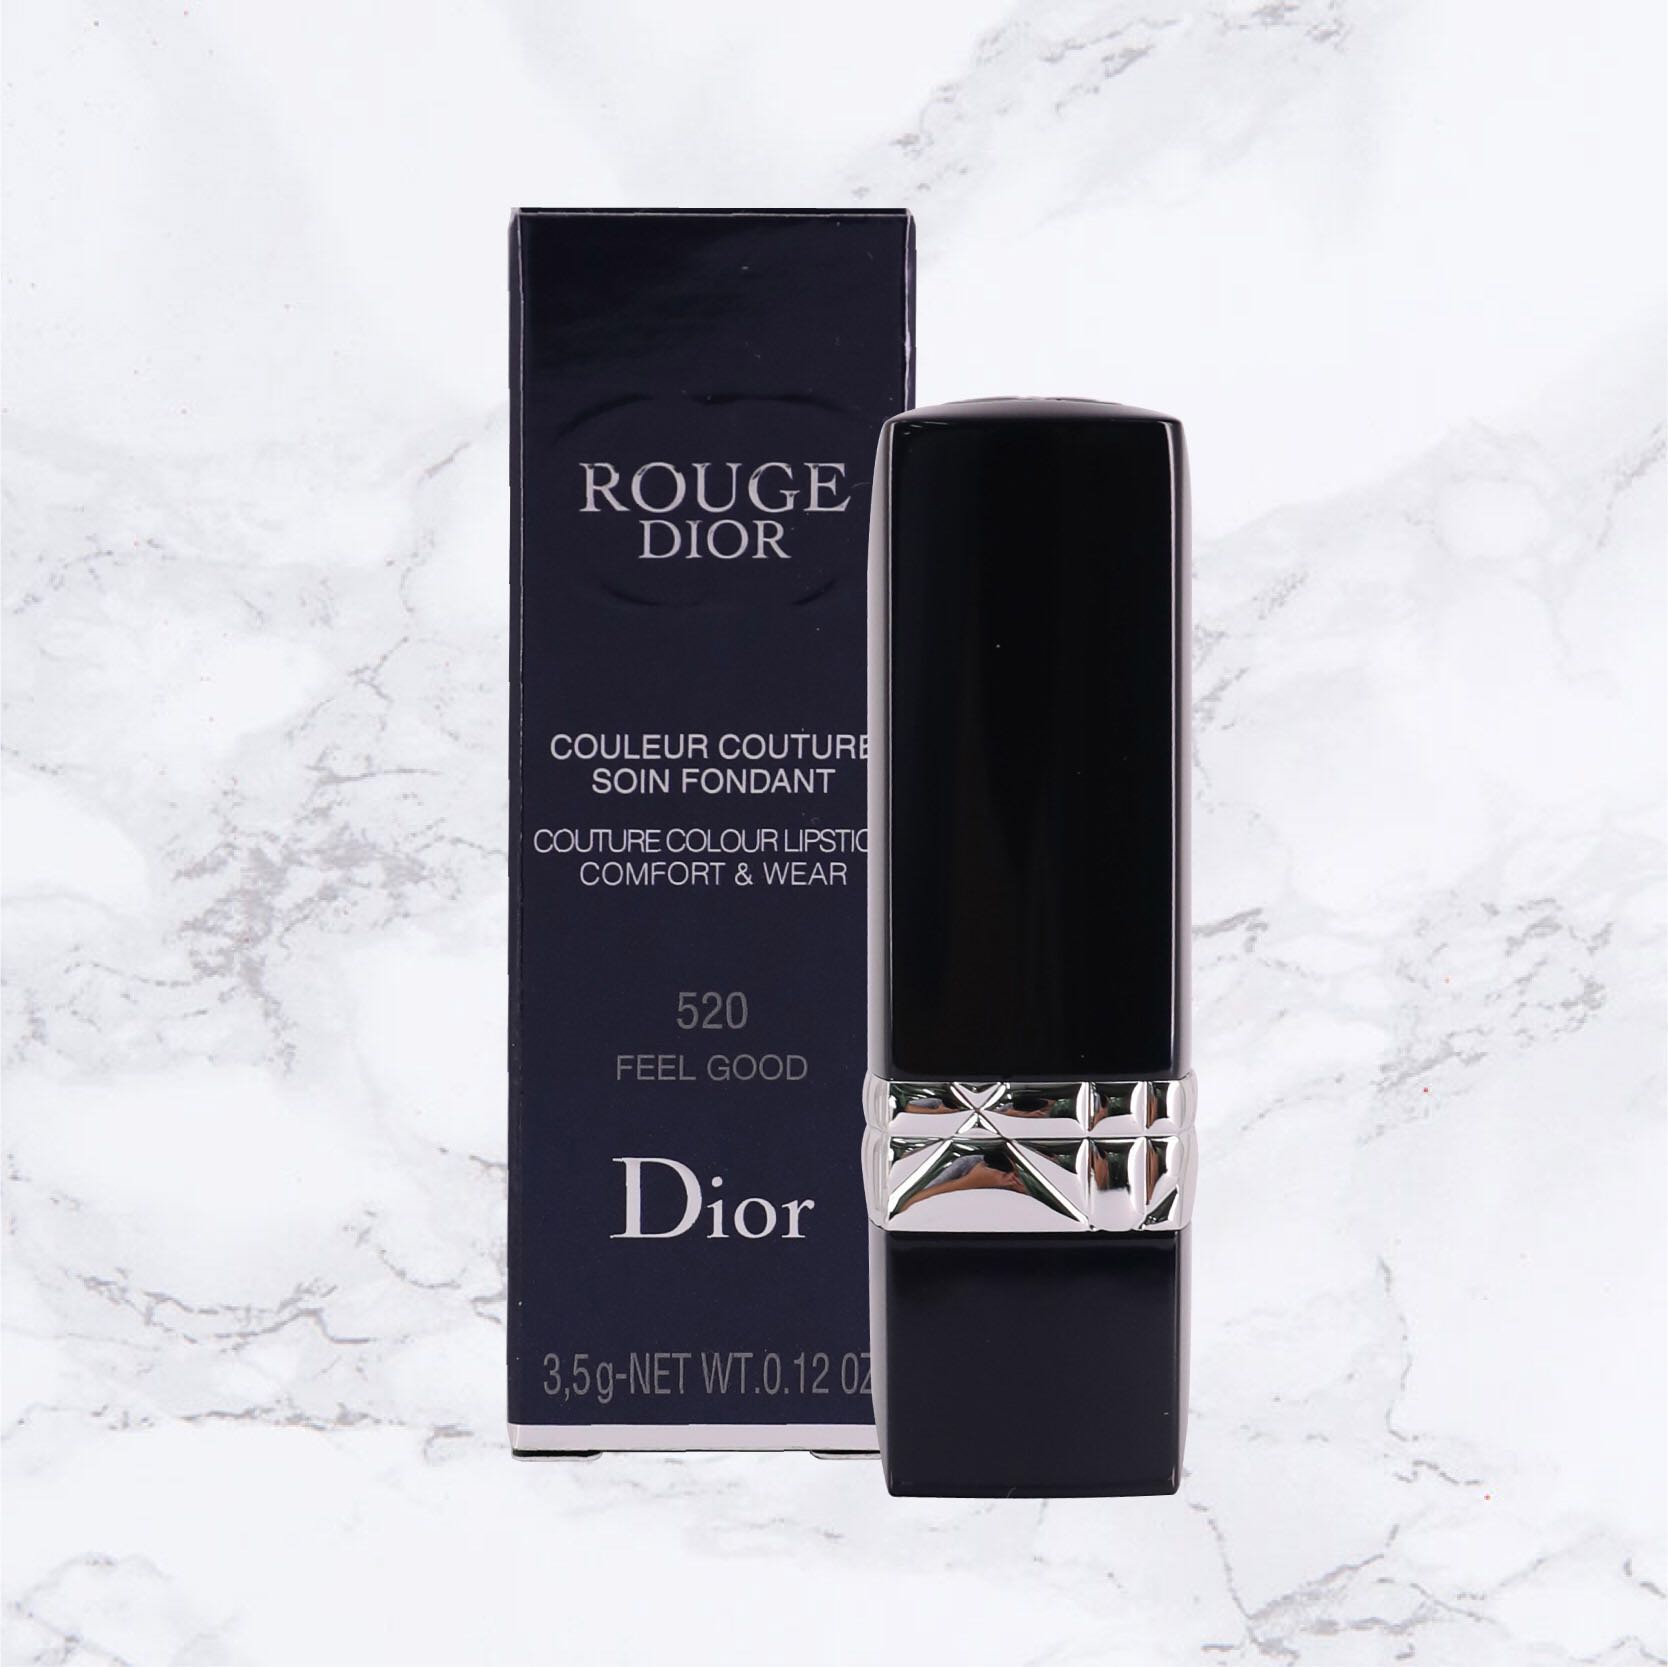 ROUGE
DIOR
COULEUR COUTURE
SOIN FONDANT
COUTURE COLOUR LIPSTIC
COMFORT & WEAR
520
FEEL GOOD
Dior
3,5g-NET WT.0.12 OZ